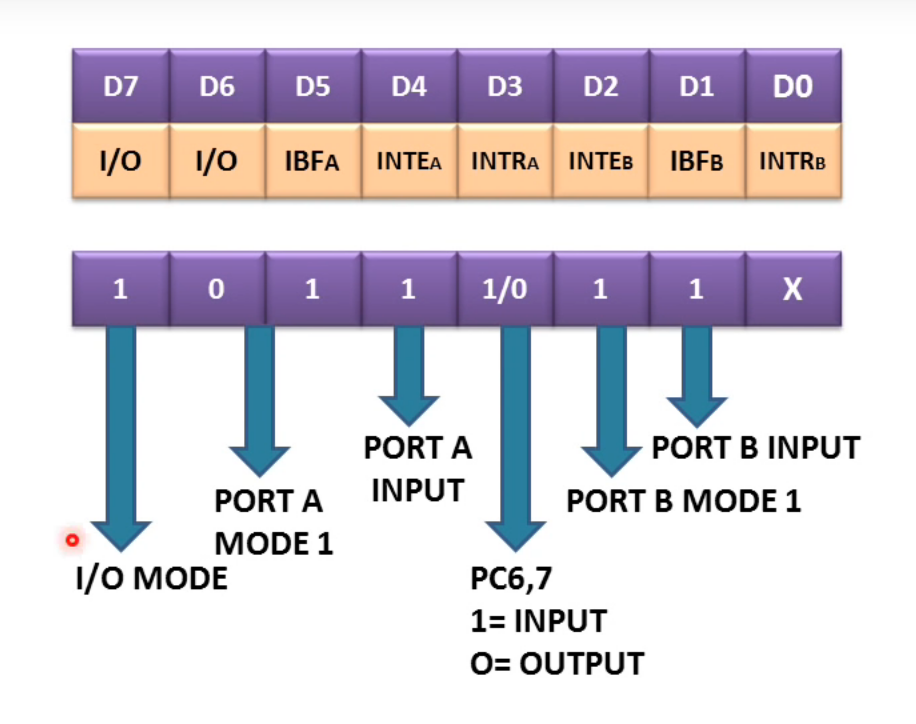 D7 D6 D5 D4 D3 D2 D1 D0
I/O I/O IBFA INTEA INTRA INTEB IBFB INTRB
1 0 1 1 1/0 1 1 X
PORT A
INPUT
PORT B INPUT
PORT A
MODE 1
PORT B MODE 1
I/O MODE
PC6,7
1= INPUT
O= OUTPUT